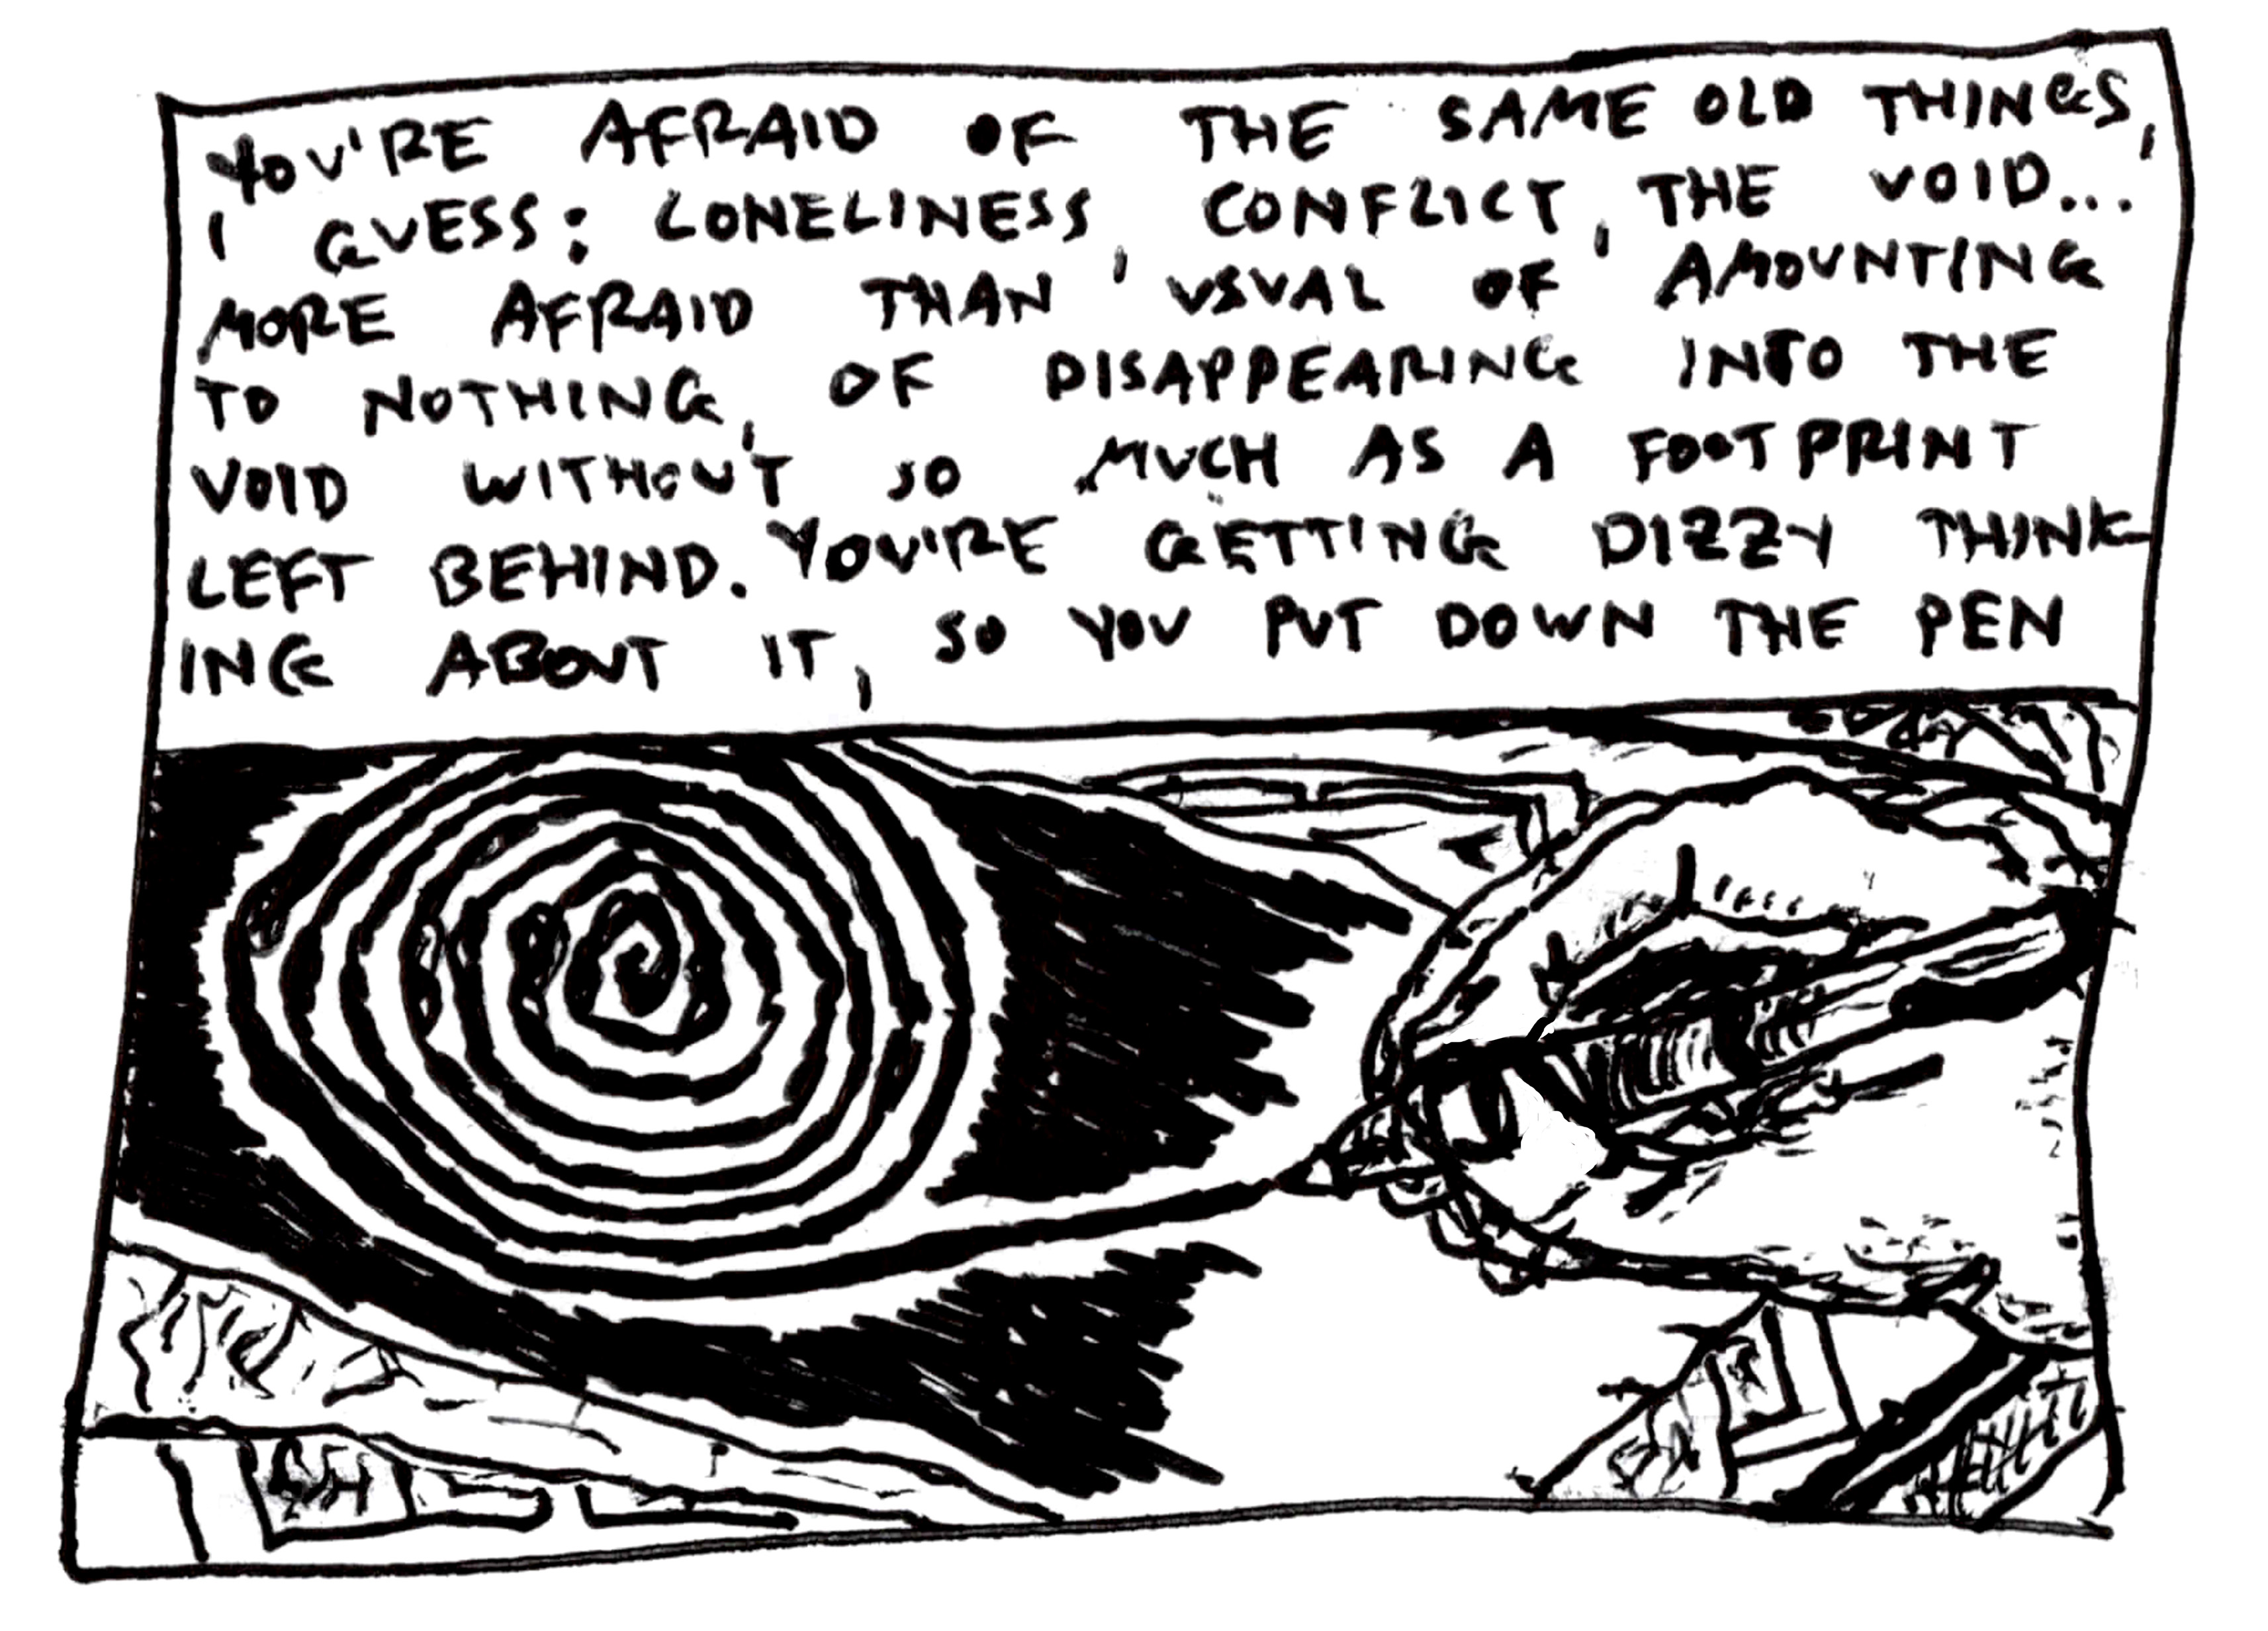 YOU'RE AFRAID OF THE SAME OLD THINGS,
I GUESS: LONELINESS, CONFLICT, THE VOID...
MORE AFRAID THAN USUAL OF AMOUNTING
TO NOTHING, OF DISAPPEARING INTO THE
VOID WITHOUT SO MUCH AS A FOOTPRINT
LEFT BEHIND. YOU'RE GETTING DIZZY THINK-
ING ABOUT IT, SO YOU PUT DOWN THE PEN